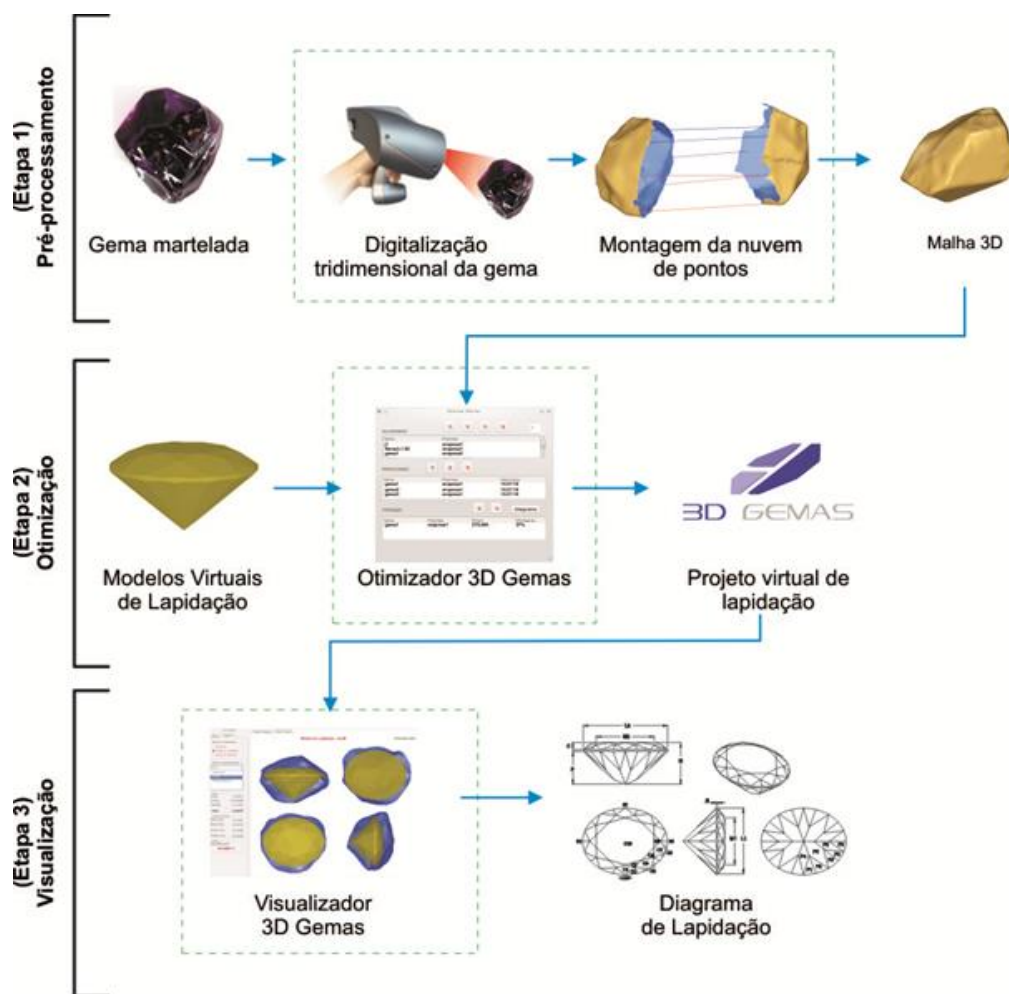 (Etapa 1)
Pré-processamento
Gema martelada
Digitalização
tridimensional da gema
Montagem da nuvem
de pontos
Malha 3D
(Etapa 2)
Otimização
Modelos Virtuais
de Lapidação
Otimizador 3D Gemas
3D GEMAS
Projeto virtual de
lapidação
(Etapa 3)
Visualização
Visualizador
3D Gemas
Diagrama
de Lapidação